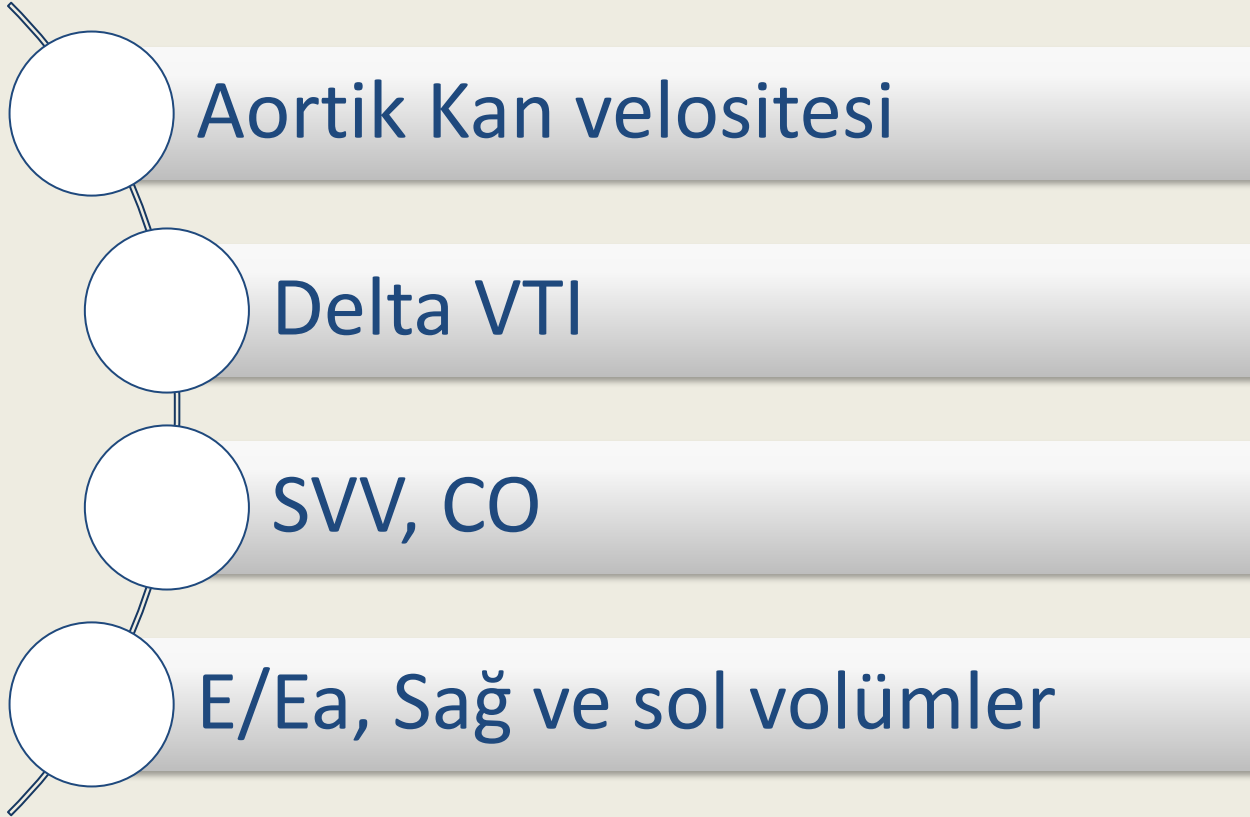 Aortik Kan velositesi
Delta VTI
SVV, CO
E/Ea, Sağ ve sol volümler